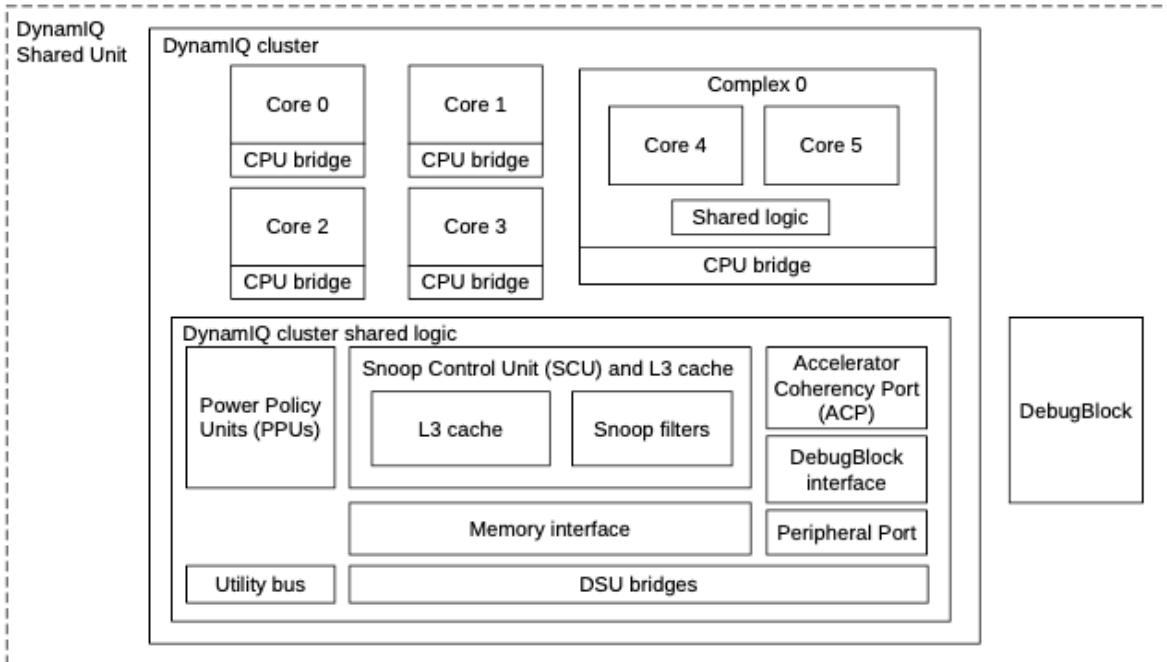 DynamIQ
Shared Unit
DynamIQ cluster
Core 0
CPU bridge
Core 1
CPU bridge
Core 2
CPU bridge
Core 3
CPU bridge
Complex 0
Core 4
Core 5
Shared logic
CPU bridge
DynamIQ cluster shared logic
Power Policy
Units (PPUs)
Snoop Control Unit (SCU) and L3 cache
L3 cache
Snoop filters
Accelerator
Coherency Port
(ACP)
DebugBlock
interface
Memory interface
Peripheral Port
Utility bus
DSU bridges
DebugBlock